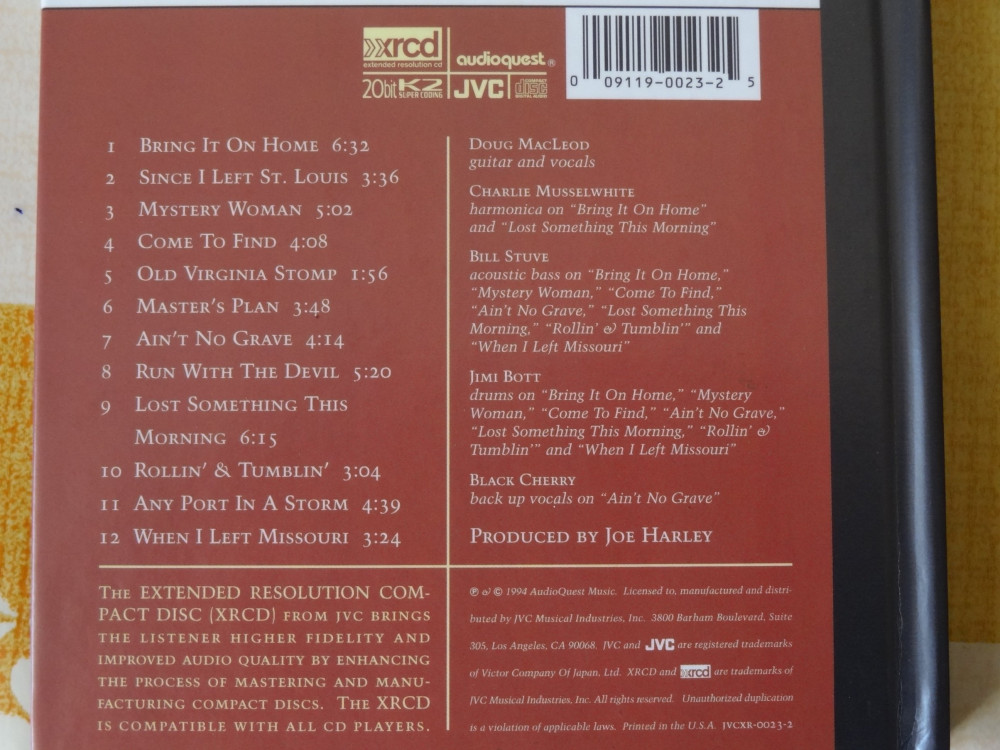 xrcd
extended resolution cd
audioquest®
20bit K2
SUPER CODING
JVC
COMPACT
disc
DIGITAL AUDIO
0 09119-0023-2 5
1 BRING IT ON HOME 6:32
2 SINCE I LEFT ST. LOUIS 3:36
3 MYSTERY WOMAN 5:02
4 COME TO FIND 4:08
5 OLD VIRGINIA STOMP 1:56
6 MASTER'S PLAN 3:48
7 AIN'T NO GRAVE 4:14
8 RUN WITH THE DEVIL 5:20
9 LOST SOMETHING THIS
MORNING 6:15
10 ROLLIN' & TUMBLIN' 3:04
11 ANY PORT IN A STORM 4:39
12 WHEN I LEFT MISSOURI 3:24
DOUG MACLEOD
guitar and vocals
CHARLIE MUSSELWHITE
harmonica on "Bring It On Home"
and "Lost Something This Morning"
BILL STUVE
acoustic bass on "Bring It On Home,"
"Mystery Woman," "Come To Find,"
"Ain't No Grave," "Lost Something This
Morning," "Rollin' & Tumblin'" and
"When I Left Missouri"
JIMI BOTT
drums on "Bring It On Home," "Mystery
Woman," "Come To Find," "Ain't No Grave,"
"Lost Something This Morning," "Rollin' &
Tumblin'" and "When I Left Missouri"
BLACK CHERRY
back up vocals on "Ain't No Grave"
PRODUCED BY JOE HARLEY
THE EXTENDED RESOLUTION COM-
PACT DISC (XRCD) FROM JVC BRINGS
THE LISTENER HIGHER FIDELITY AND
IMPROVED AUDIO QUALITY BY ENHANCING
THE PROCESS OF MASTERING AND MANU-
FACTURING COMPACT DISCS. THE XRCD
IS COMPATIBLE WITH ALL CD PLAYERS.
℗ & © 1994 AudioQuest Music. Licensed to, manufactured and distri-
buted by JVC Musical Industries, Inc. 3800 Barham Boulevard, Suite
305, Los Angeles, CA 90068. JVC and JVC are registered trademarks
of Victor Company Of Japan, Ltd. XRCD and xrcd are trademarks of
JVC Musical Industries, Inc. All rights reserved. Unauthorized duplication
is a violation of applicable laws. Printed in the U.S.A. JVCXR-0023-2